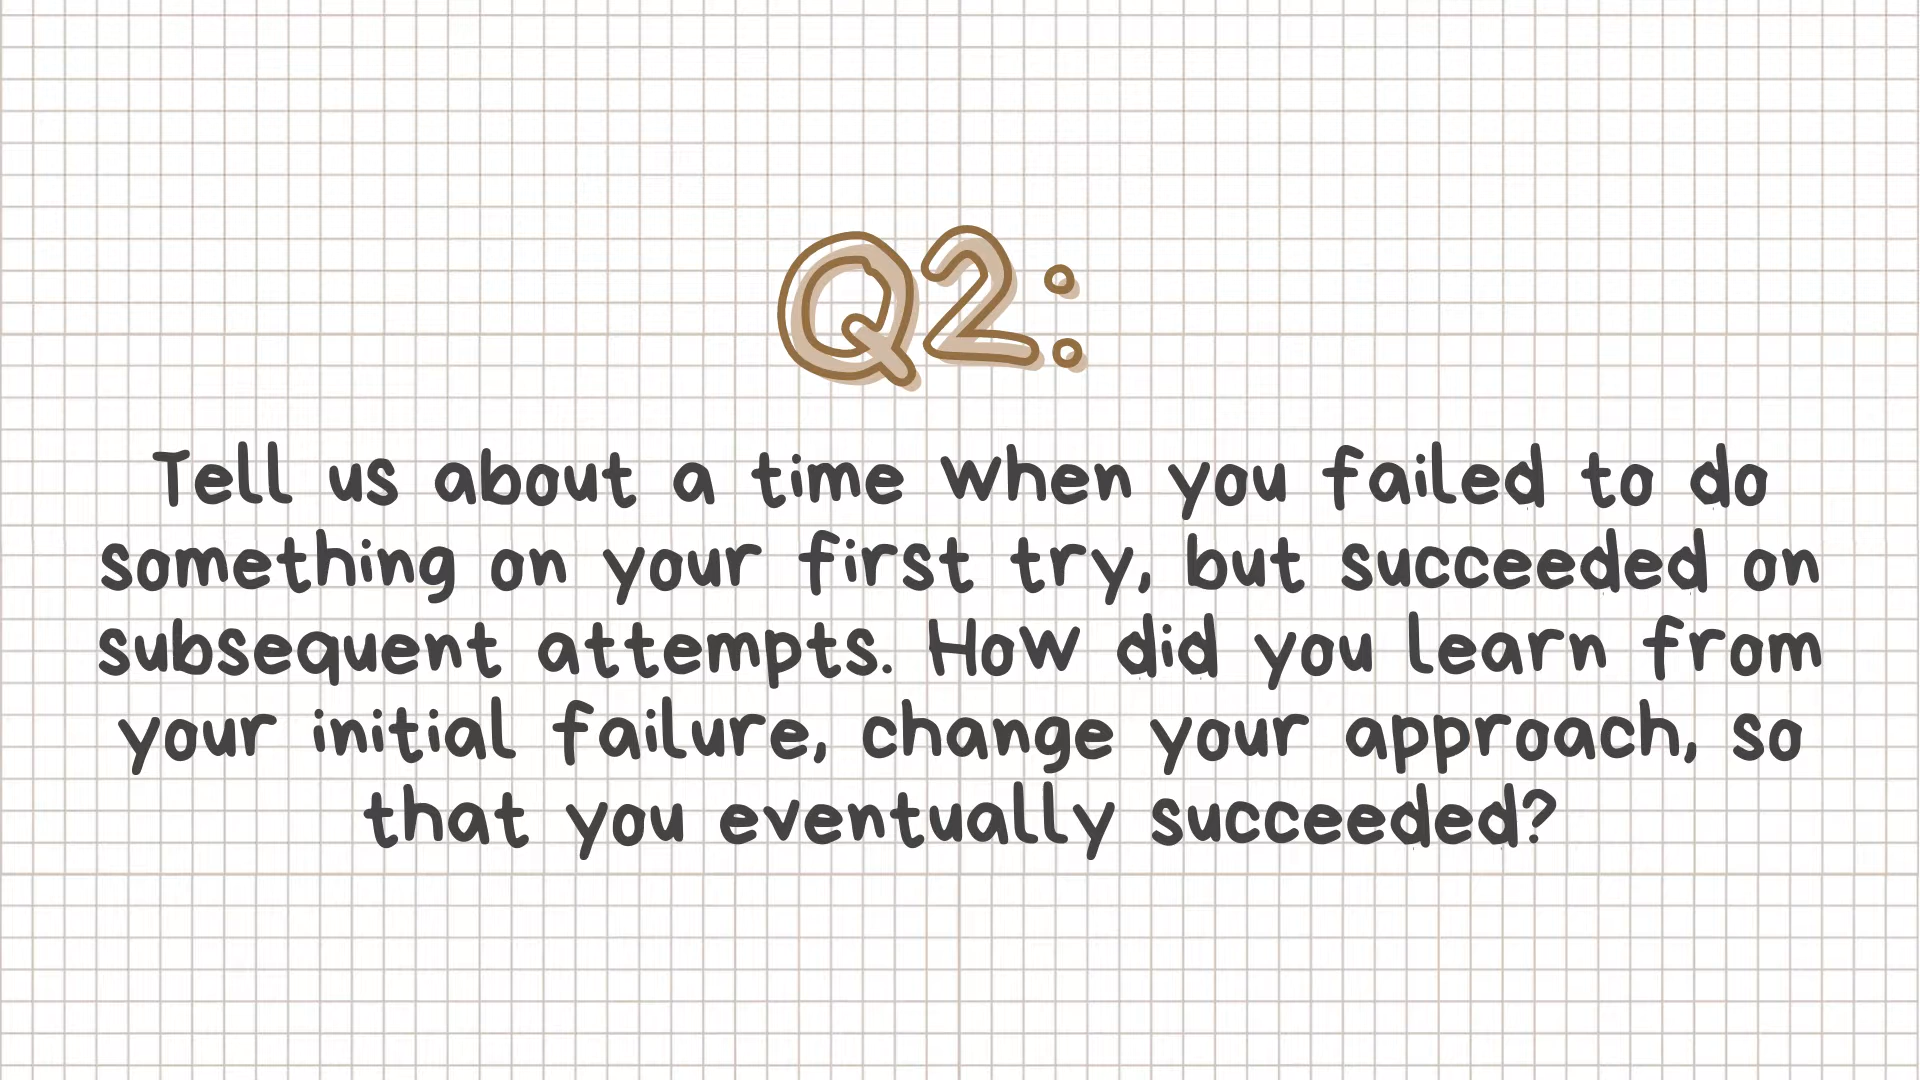 Q2:
Tell us about a time when you failed to do
something on your first try, but succeeded on
subsequent attempts. How did you learn from
your initial failure, change your approach, so
that you eventually succeeded?